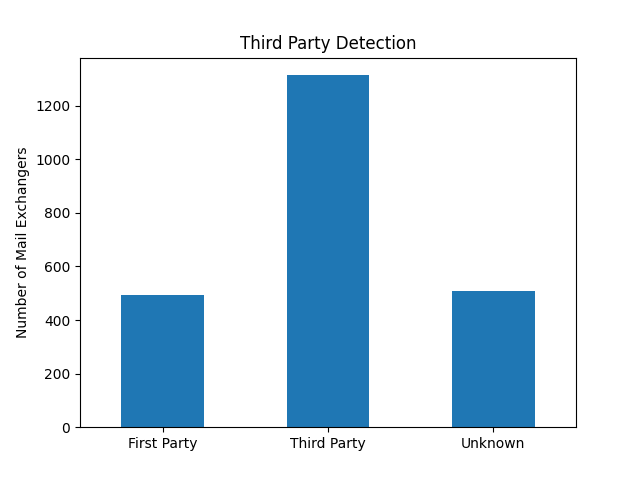 Third Party Detection
Number of Mail Exchangers
1200
1000
800
600
400
200
0
First Party
Third Party
Unknown